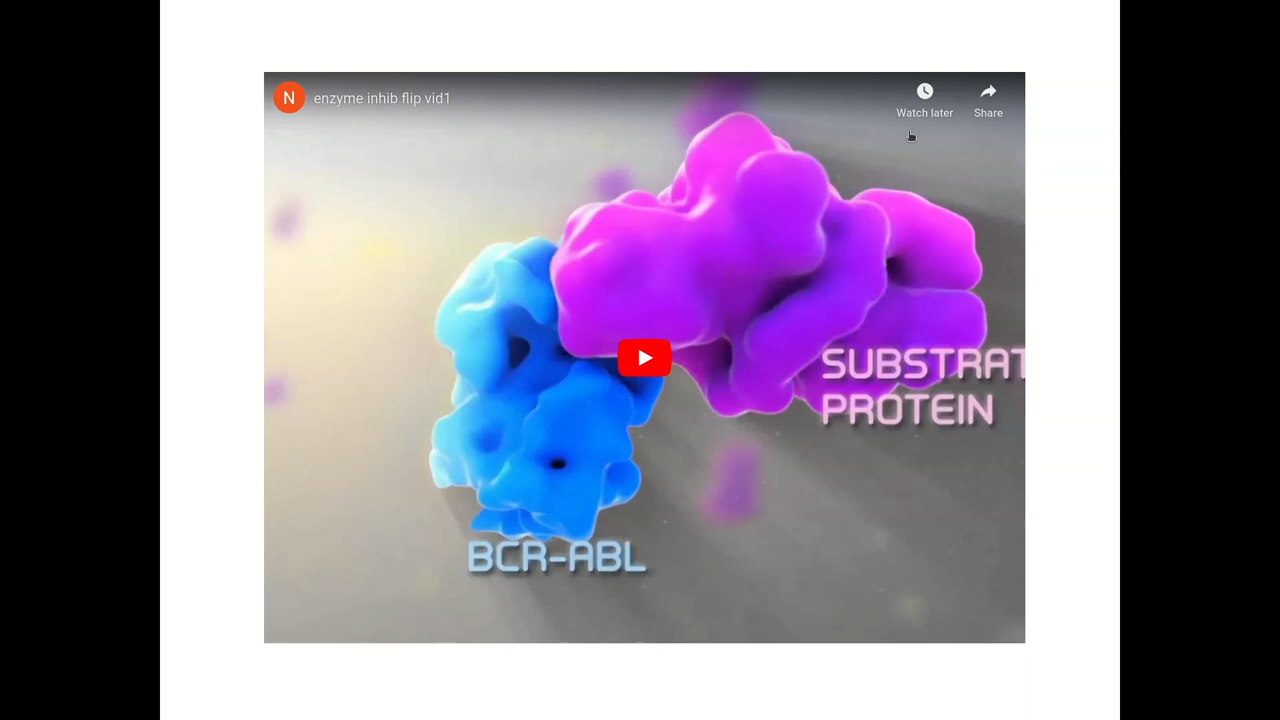 N
enzyme inhib flip vid1
Watch later
Share
SUBSTRAT
PROTEIN
BCR-ABL